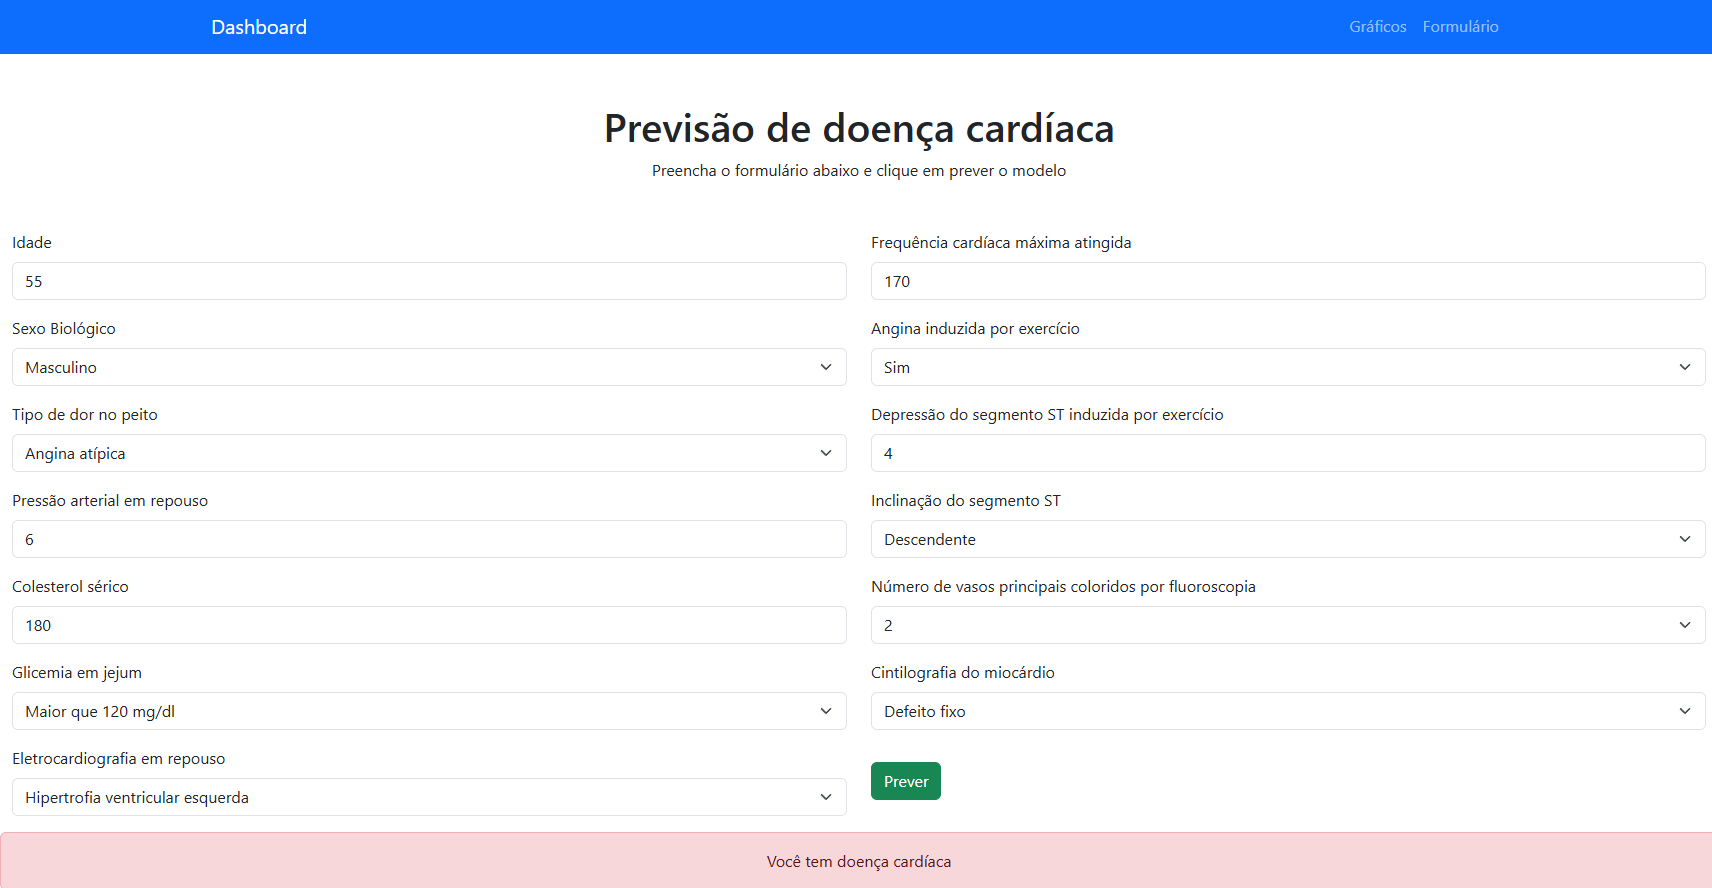 Dashboard
Gráficos Formulário
Previsão de doença cardíaca
Preencha o formulário abaixo e clique em prever o modelo
Idade
55
Sexo Biológico
Masculino
Tipo de dor no peito
Angina atípica
Pressão arterial em repouso
6
Colesterol sérico
180
Glicemia em jejum
Maior que 120 mg/dl
Eletrocardiografia em repouso
Hipertrofia ventricular esquerda
Frequência cardíaca máxima atingida
170
Angina induzida por exercício
Sim
Depressão do segmento ST induzida por exercício
4
Inclinação do segmento ST
Descendente
Número de vasos principais coloridos por fluoroscopia
2
Cintilografia do miocárdio
Defeito fixo
Prever
Você tem doença cardíaca